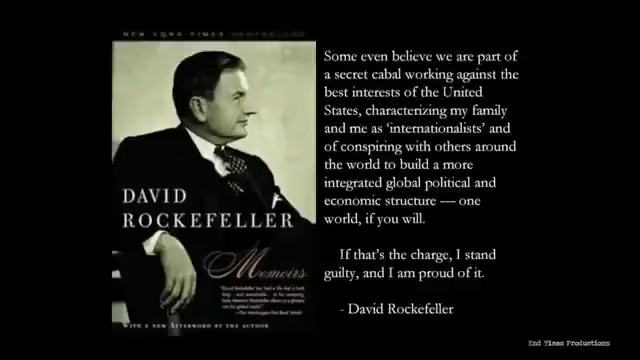 NEW YORK TIMES BESTSELLER
DAVID
ROCKEFELLER
Memoirs
WITH A NEW AFTERWORD BY THE AUTHOR
Some even believe we are part of
a secret cabal working against the
best interests of the United
States, characterizing my family
and me as ‘internationalists’ and
of conspiring with others around
the world to build a more
integrated global political and
economic structure — one
world, if you will.
If that’s the charge, I stand
guilty, and I am proud of it.
- David Rockefeller
End Times Productions